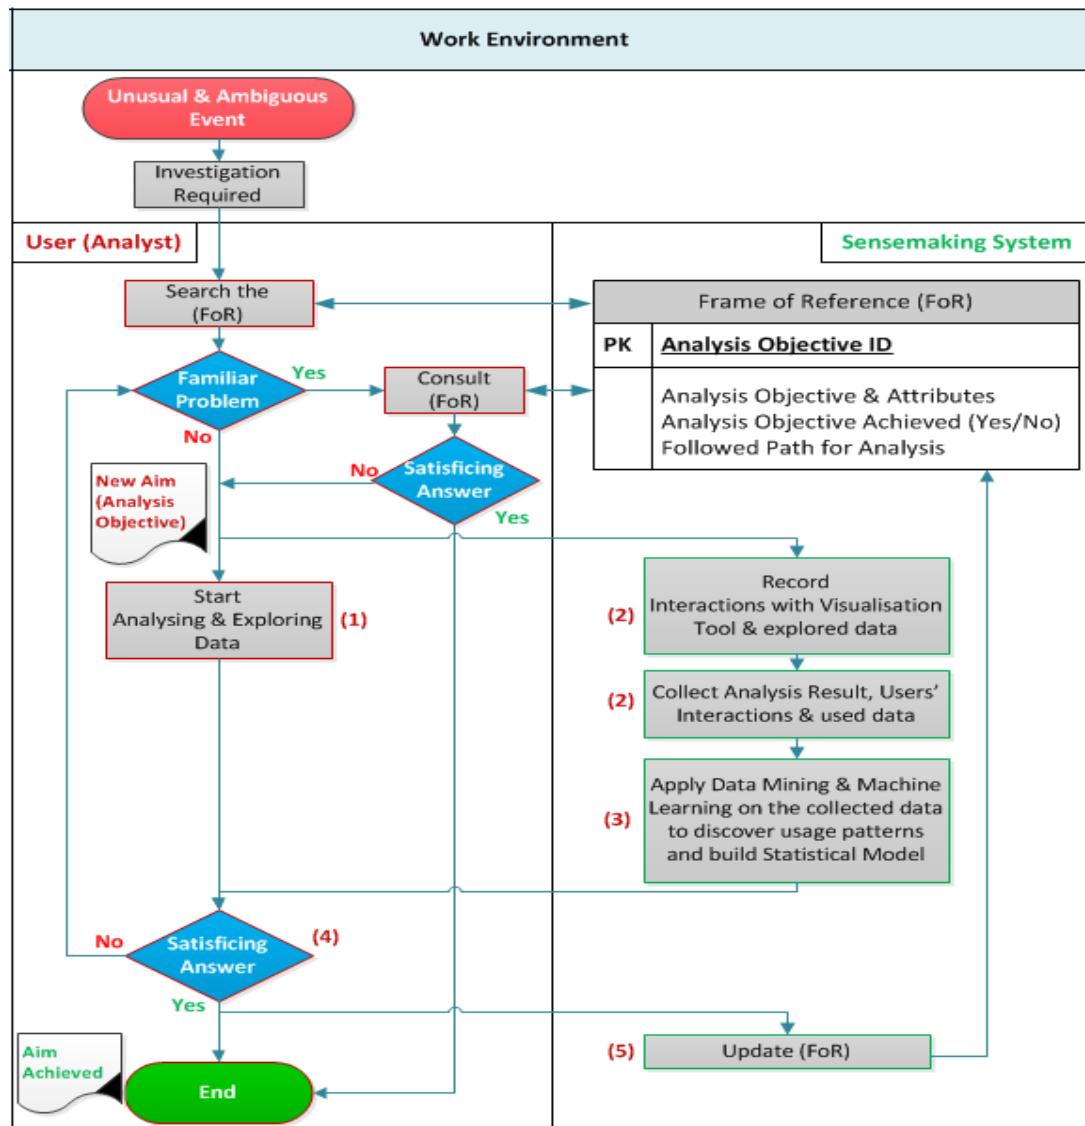 Work Environment
Unusual & Ambiguous
Event
Investigation
Required
User (Analyst)
Sensemaking System
Search the
(FoR)
Frame of Reference (FoR)
PK
Analysis Objective ID
Analysis Objective & Attributes
Analysis Objective Achieved (Yes/No)
Followed Path for Analysis
Familiar
Problem
Yes
No
Consult
(FoR)
Satisficing
Answer
No
Yes
New Aim
(Analysis
Objective)
Start
Analysing & Exploring
Data
(1)
(2)
Record
Interactions with Visualisation
Tool & explored data
(2)
Collect Analysis Result, Users'
Interactions & used data
(3)
Apply Data Mining & Machine
Learning on the collected data
to discover usage patterns
and build Statistical Model
No
Satisficing
Answer
(4)
Yes
Aim
Achieved
End
(5)
Update (FoR)